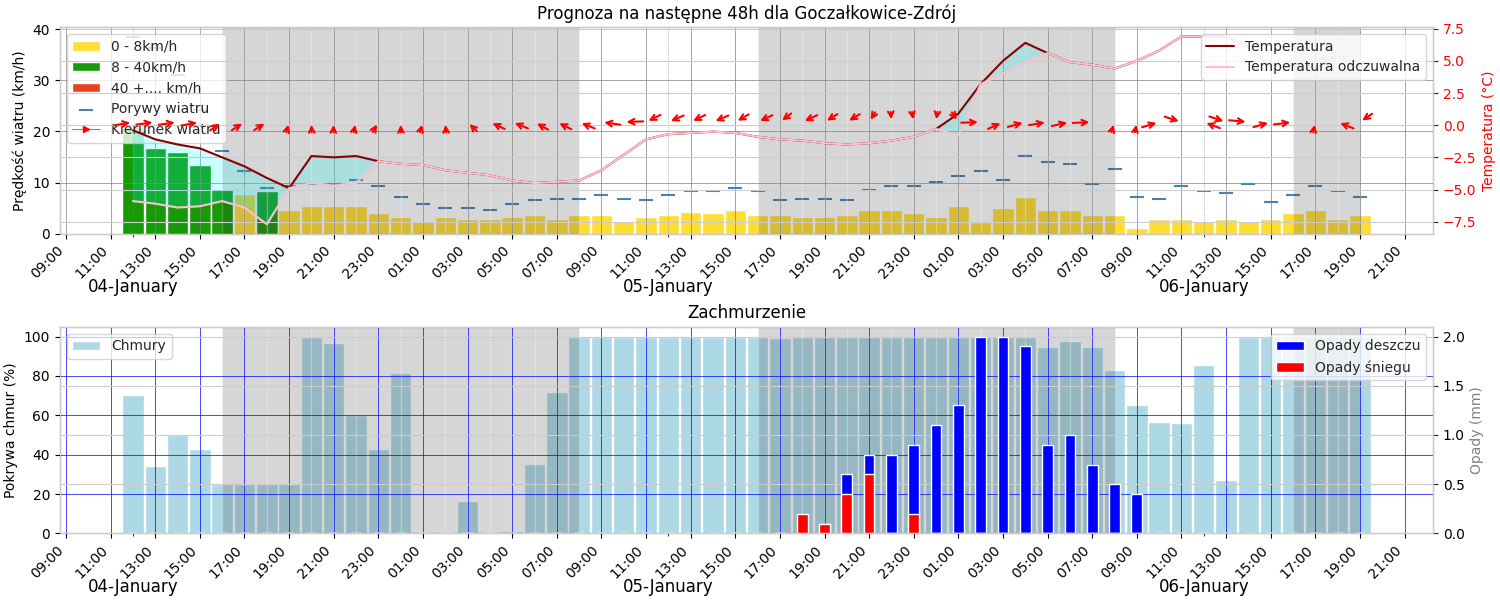 Prognoza na następne 48h dla Goczałkowice-Zdrój
Prędkość wiatru (km/h)
40
30
20
10
0
0 - 8km/h
8 - 40km/h
40 +.... km/h
Porywy wiatru
Kierunek wiatru
Temperatura
Temperatura odczuwalna
7.5
5.0
2.5
0.0
−2.5
−5.0
−7.5
Temperatura (°C)
09:00 11:00 13:00 15:00 17:00 19:00 21:00 23:00 01:00 03:00 05:00 07:00 09:00 11:00 13:00 15:00 17:00 19:00 21:00 23:00 01:00 03:00 05:00 07:00 09:00 11:00 13:00 15:00 17:00 19:00 21:00
04-January 05-January 06-January
Zachmurzenie
Pokrywa chmur (%)
100
80
60
40
20
0
Chmury
Opady deszczu
Opady śniegu
2.0
1.5
1.0
0.5
0.0
Opady (mm)
09:00 11:00 13:00 15:00 17:00 19:00 21:00 23:00 01:00 03:00 05:00 07:00 09:00 11:00 13:00 15:00 17:00 19:00 21:00 23:00 01:00 03:00 05:00 07:00 09:00 11:00 13:00 15:00 17:00 19:00 21:00
04-January 05-January 06-January